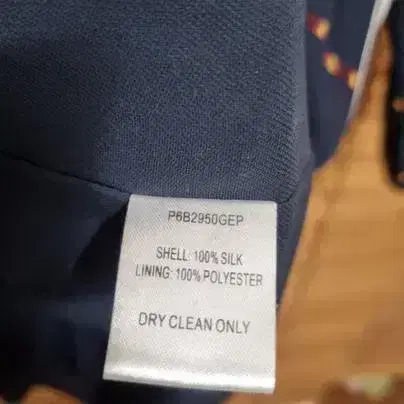 P6B2950GEP
SHELL: 100% SILK
LINING: 100% POLYESTER
DRY CLEAN ONLY